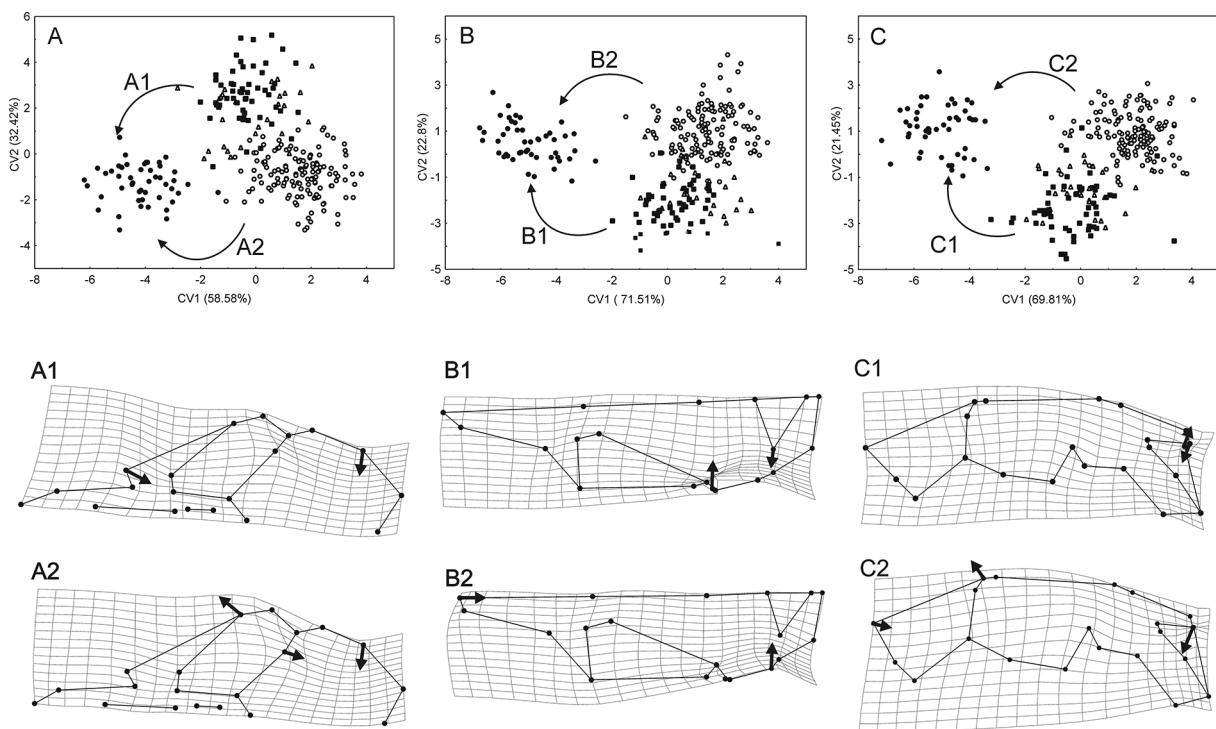 A
6
4
2
0
-2
-4
CV2 (32.42%)
-8 -6 -4 -2 0 2 4
CV1 (58.58%)
A1
A2
B
5
3
1
-1
-3
-5
CV2 (22.8%)
-8 -6 -4 -2 0 2 4
CV1 ( 71.51%)
B2
B1
C
5
3
1
-1
-3
-5
CV2 (21.45%)
-8 -6 -4 -2 0 2 4
CV1 (69.81%)
C2
C1
A1
B1
C1
A2
B2
C2